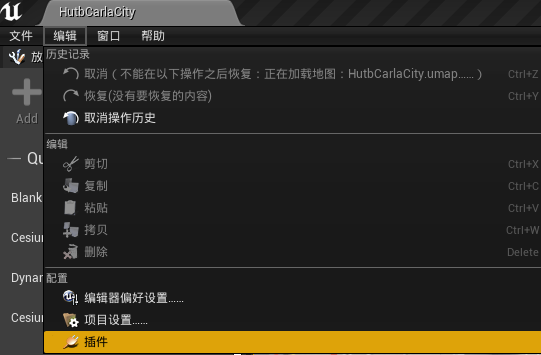 HutbCarlaCity
文件 编辑 窗口 帮助
放
历史记录
取消（不能在以下操作之后恢复：正在加载地图：HutbCarlaCity.umap……） Ctrl+Z
恢复(没有要恢复的内容) Ctrl+Y
取消操作历史
Add
编辑
剪切 Ctrl+X
Qu
复制 Ctrl+C
Blank
粘贴 Ctrl+V
拷贝 Ctrl+W
Cesiu
删除 Delete
Dynar
配置
编辑器偏好设置……
Cesiu
项目设置……
插件